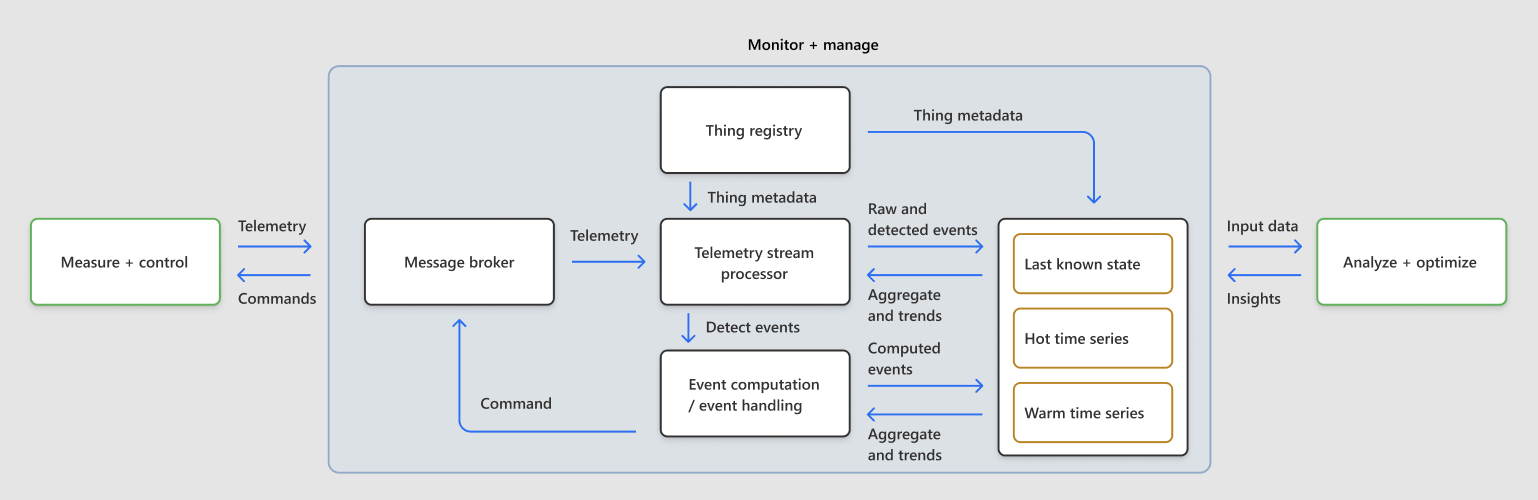 Monitor + manage
Thing registry
Thing metadata
Thing metadata
Measure + control
Telemetry
Commands
Message broker
Telemetry
Telemetry stream
processor
Raw and
detected events
Aggregate
and trends
Detect events
Event computation
/ event handling
Command
Computed
events
Aggregate
and trends
Last known state
Hot time series
Warm time series
Input data
Insights
Analyze + optimize